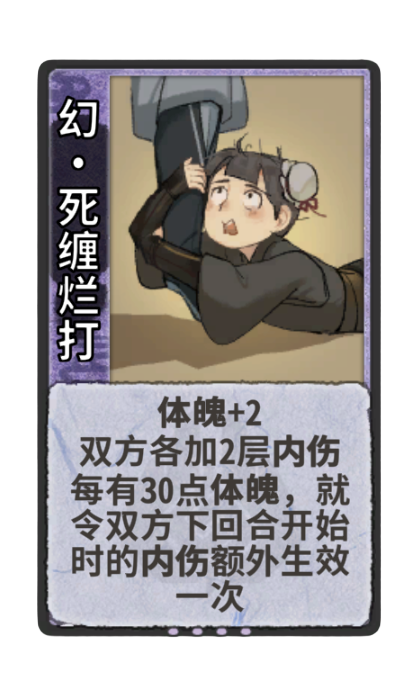 幻·死缠烂打
体魄+2
双方各加2层内伤
每有30点体魄，就
令双方下回合开始
时的内伤额外生效
一次